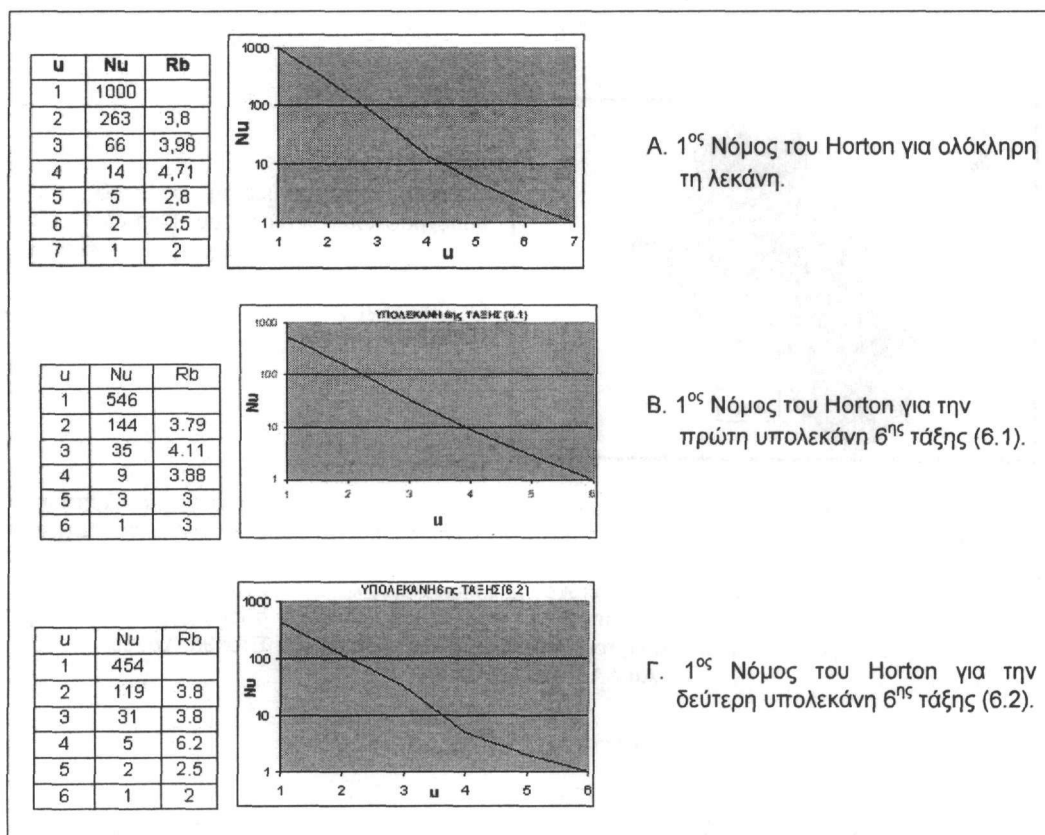 u Nu Rb
1 1000
2 263 3,8
3 66 3,98
4 14 4,71
5 5 2,8
6 2 2,5
7 1 2
1000
100
10
1
Nu
1 2 3 4 5 6 7
u
Α. 1ος Νόμος του Horton για ολόκληρη
τη λεκάνη.
u Nu Rb
1 546
2 144 3.79
3 35 4.11
4 9 3.88
5 3 3
6 1 3
ΥΠΟΛΕΚΑΝΗ 6ης ΤΑΞΗΣ (6.1)
1000
100
10
1
Nu
1 2 3 4 5 6
u
Β. 1ος Νόμος του Horton για την
πρώτη υπολεκάνη 6ης τάξης (6.1).
u Nu Rb
1 454
2 119 3.8
3 31 3.8
4 5 6.2
5 2 2.5
6 1 2
ΥΠΟΛΕΚΑΝΗ 6ης ΤΑΞΗΣ (6.2)
1000
100
10
1
Nu
1 2 3 4 5 6
u
Γ. 1ος Νόμος του Horton για την
δεύτερη υπολεκάνη 6ης τάξης (6.2).